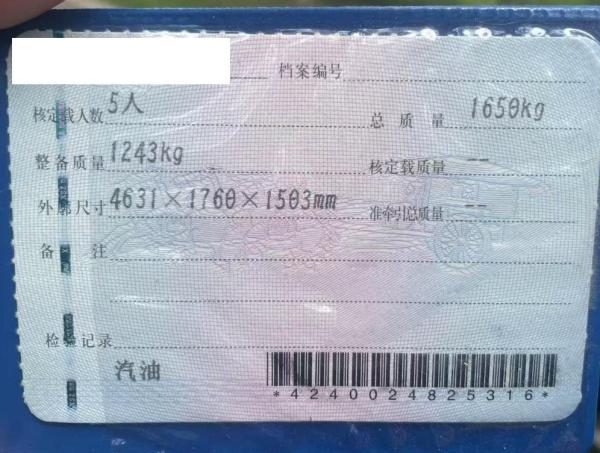 档案编号
核定载人数 5人 总质量 1650kg
整备质量 1243kg 核定载质量 --
外廓尺寸 4631×1760×1503mm 准牵引总质量 --
备注
检验记录
汽油
*4240024825316*